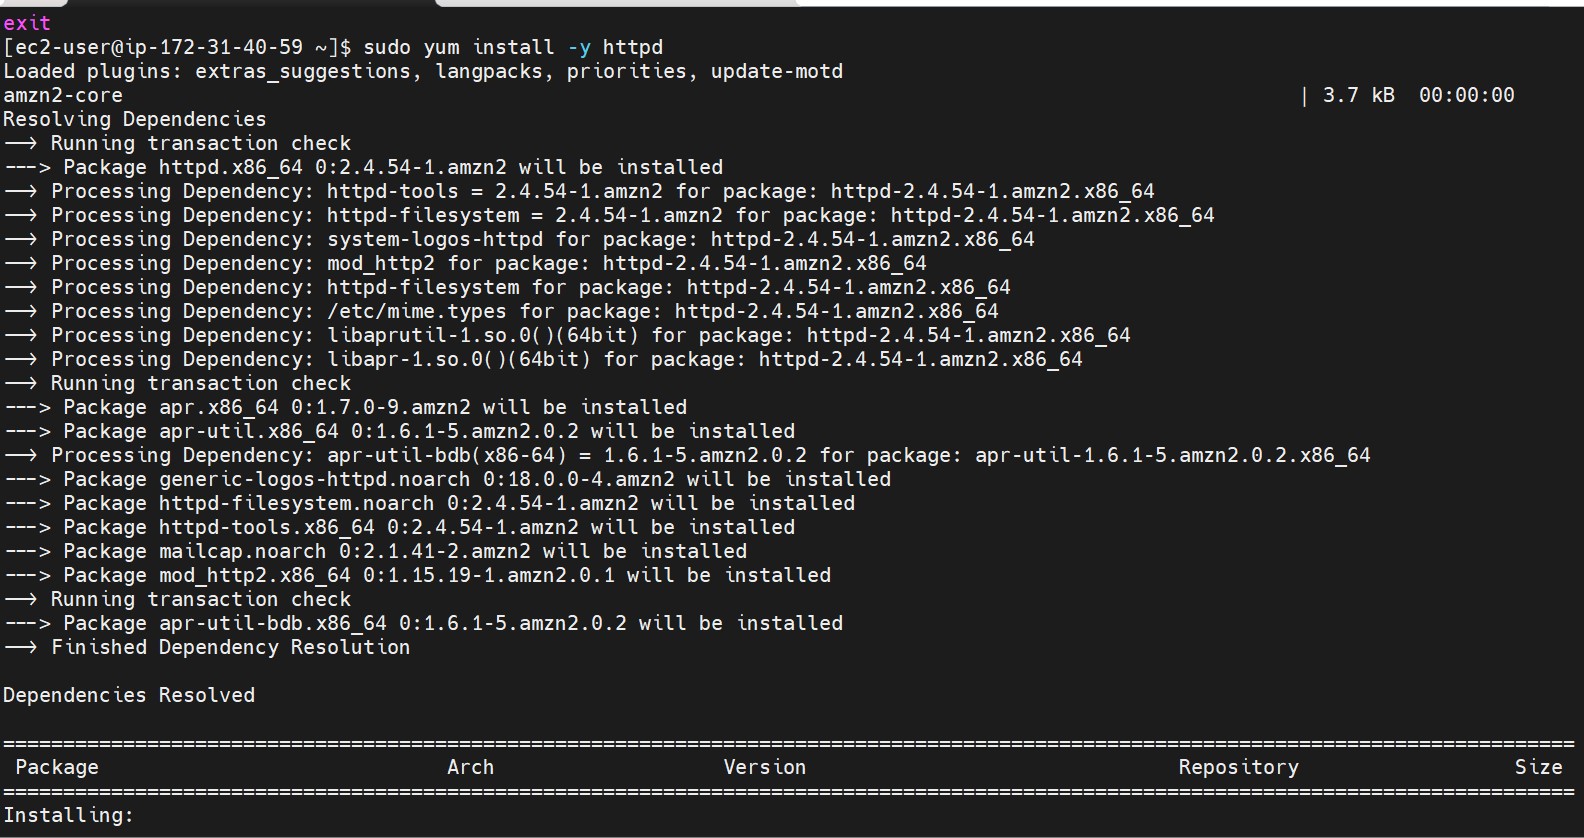 exit
[ec2-user@ip-172-31-40-59 ~]$ sudo yum install -y httpd
Loaded plugins: extras_suggestions, langpacks, priorities, update-motd
amzn2-core | 3.7 kB 00:00:00
Resolving Dependencies
--> Running transaction check
---> Package httpd.x86_64 0:2.4.54-1.amzn2 will be installed
--> Processing Dependency: httpd-tools = 2.4.54-1.amzn2 for package: httpd-2.4.54-1.amzn2.x86_64
--> Processing Dependency: httpd-filesystem = 2.4.54-1.amzn2 for package: httpd-2.4.54-1.amzn2.x86_64
--> Processing Dependency: system-logos-httpd for package: httpd-2.4.54-1.amzn2.x86_64
--> Processing Dependency: mod_http2 for package: httpd-2.4.54-1.amzn2.x86_64
--> Processing Dependency: httpd-filesystem for package: httpd-2.4.54-1.amzn2.x86_64
--> Processing Dependency: /etc/mime.types for package: httpd-2.4.54-1.amzn2.x86_64
--> Processing Dependency: libaprutil-1.so.0()(64bit) for package: httpd-2.4.54-1.amzn2.x86_64
--> Processing Dependency: libapr-1.so.0()(64bit) for package: httpd-2.4.54-1.amzn2.x86_64
--> Running transaction check
---> Package apr.x86_64 0:1.7.0-9.amzn2 will be installed
---> Package apr-util.x86_64 0:1.6.1-5.amzn2.0.2 will be installed
--> Processing Dependency: apr-util-bdb(x86-64) = 1.6.1-5.amzn2.0.2 for package: apr-util-1.6.1-5.amzn2.0.2.x86_64
---> Package generic-logos-httpd.noarch 0:18.0.0-4.amzn2 will be installed
---> Package httpd-filesystem.noarch 0:2.4.54-1.amzn2 will be installed
---> Package httpd-tools.x86_64 0:2.4.54-1.amzn2 will be installed
---> Package mailcap.noarch 0:2.1.41-2.amzn2 will be installed
---> Package mod_http2.x86_64 0:1.15.19-1.amzn2.0.1 will be installed
--> Running transaction check
---> Package apr-util-bdb.x86_64 0:1.6.1-5.amzn2.0.2 will be installed
--> Finished Dependency Resolution
Dependencies Resolved
Package Arch Version Repository Size
Installing: